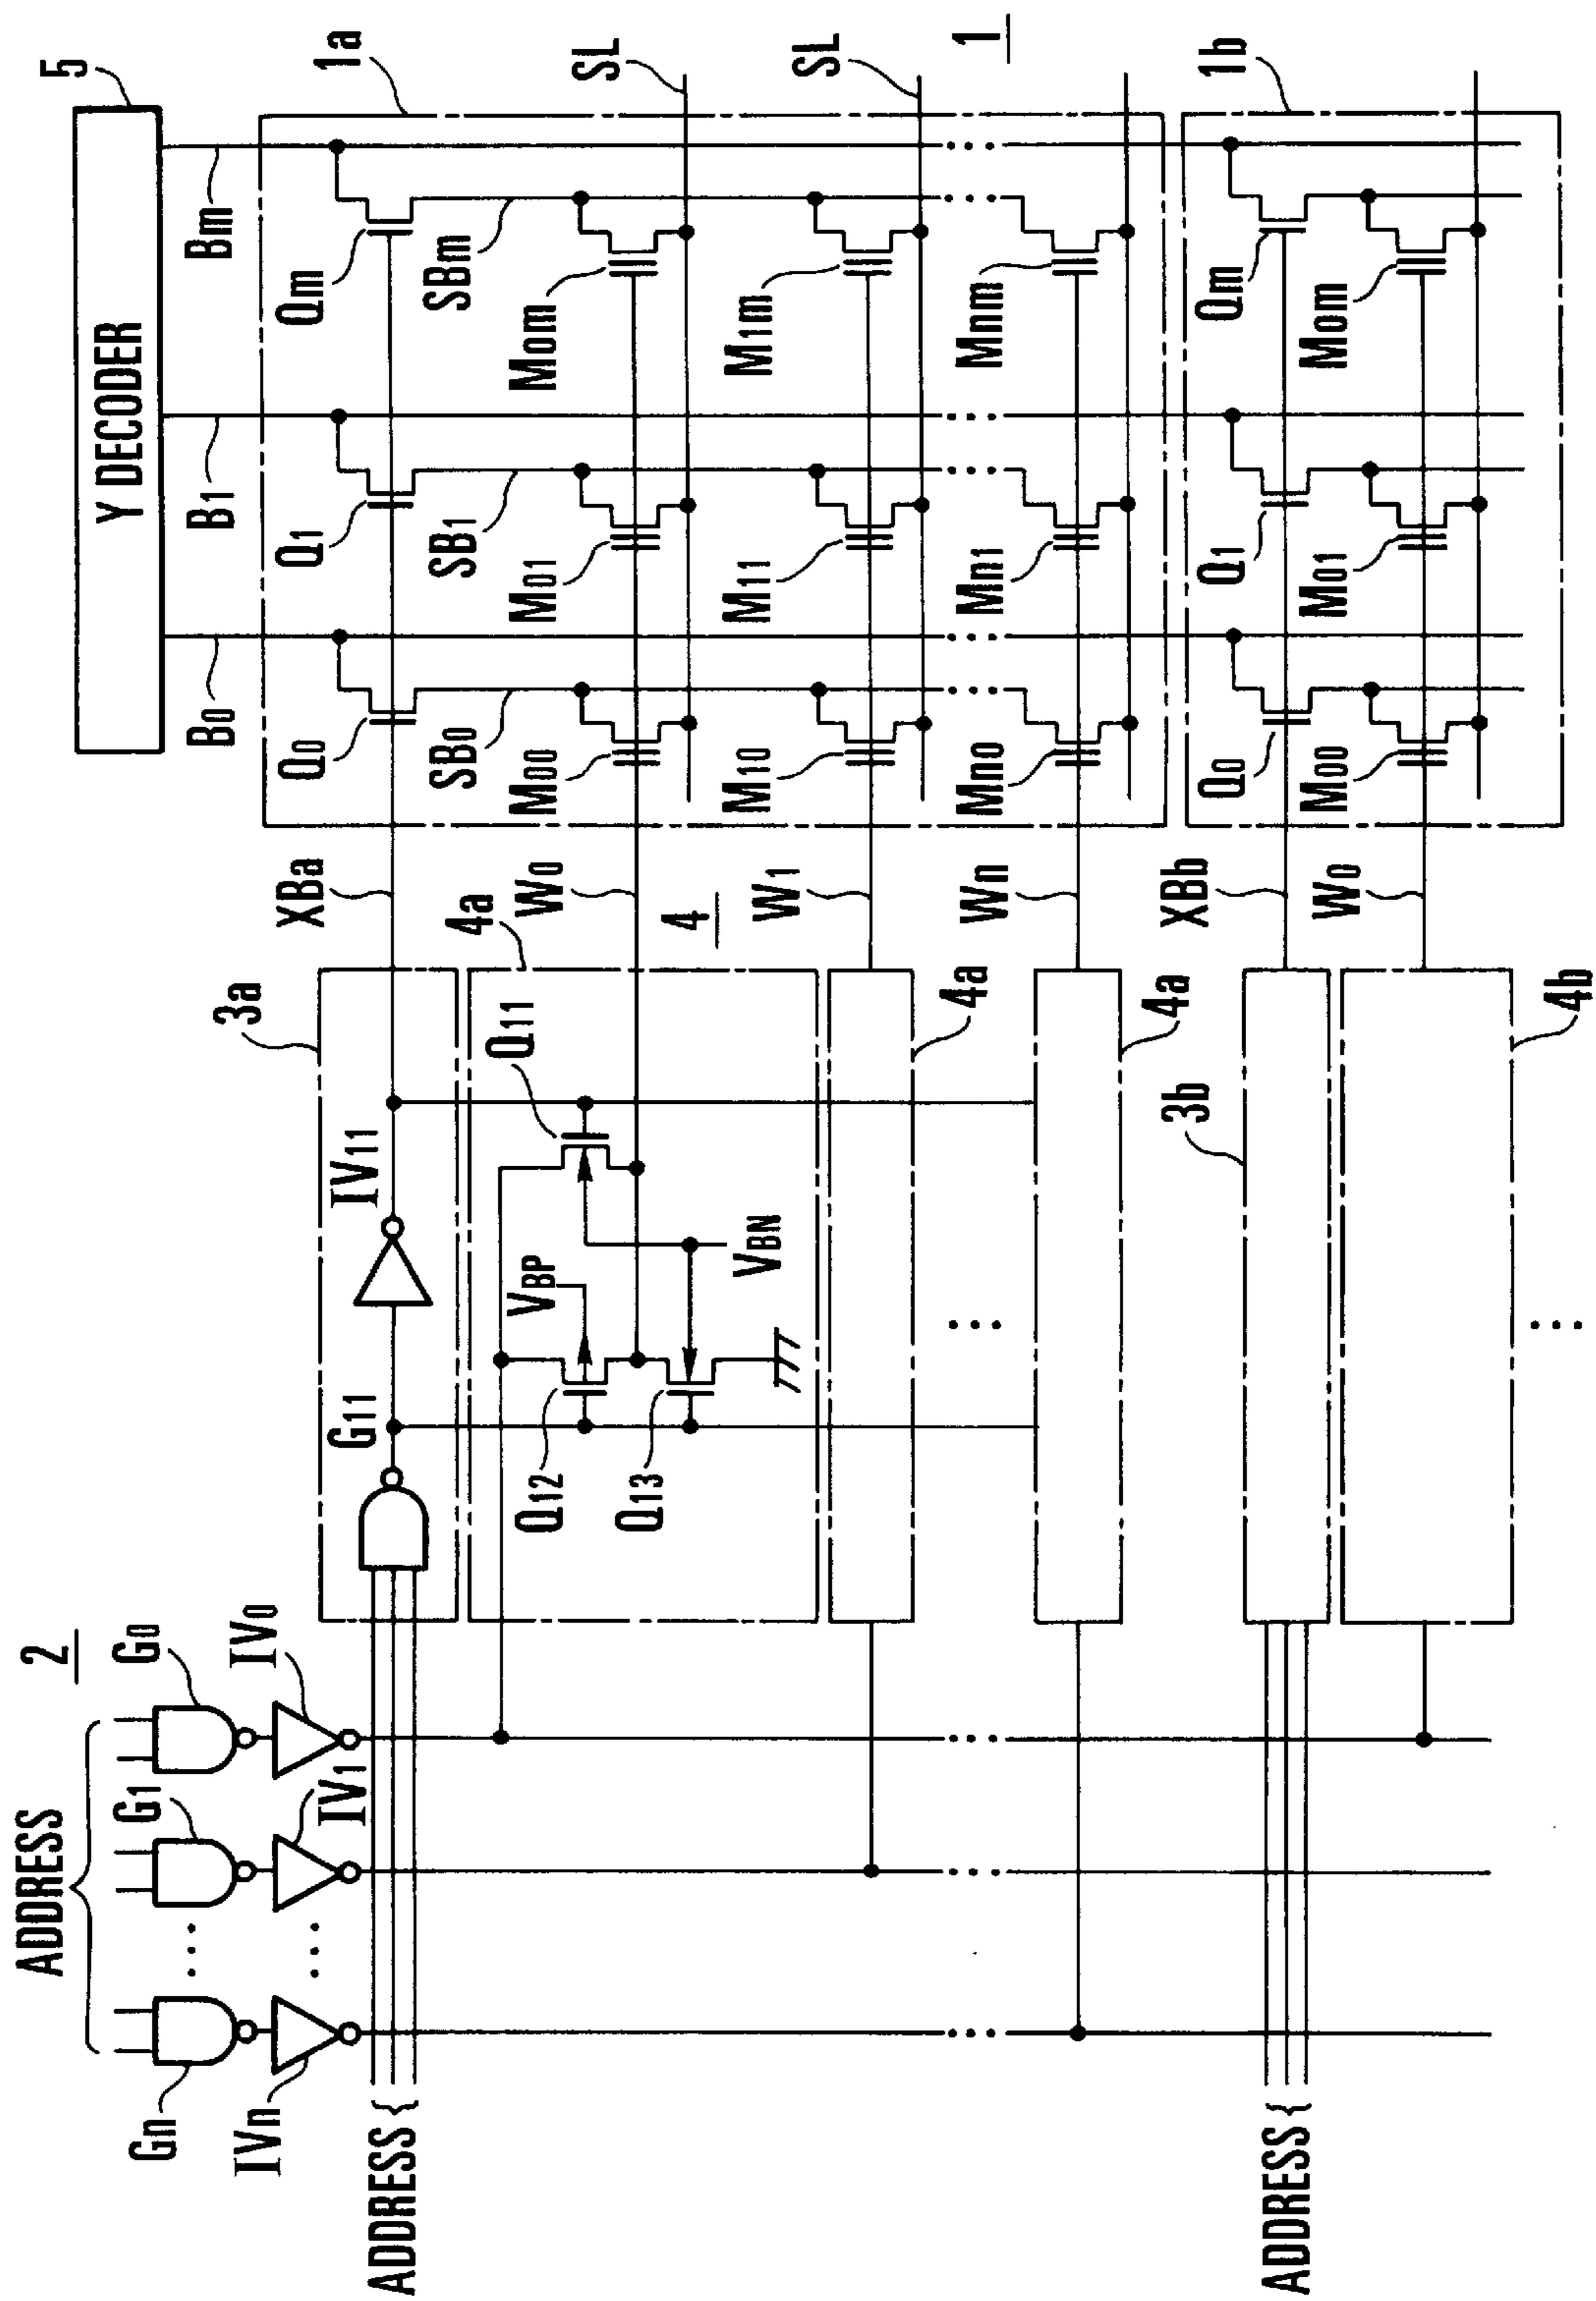 5
Y DECODER
Bm
B1
B0
1a
Qm
Q1
Q0
SL
SBm
SB1
SB0
M0m
M01
M00
SL
M1m
M11
M10
1
Mnm
Mn1
Mn0
1b
Qm
Q1
Q0
M0m
M01
M00
XBa
W0
4
W1
Wn
XBb
W0
3a
4a
Q11
4a
4a
3b
4b
IV11
VBP
VBN
G11
Q12
Q13
...
...
2
ADDRESS
G0
IV0
G1
IV1
...
...
Gn
IVn
ADDRESS {
ADDRESS {